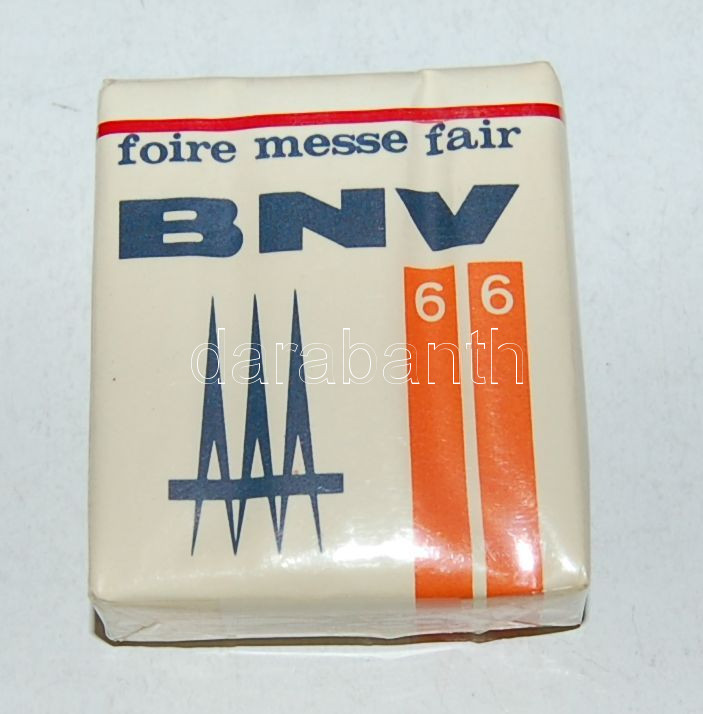 foire messe fair
BNV
6 6
darabanth